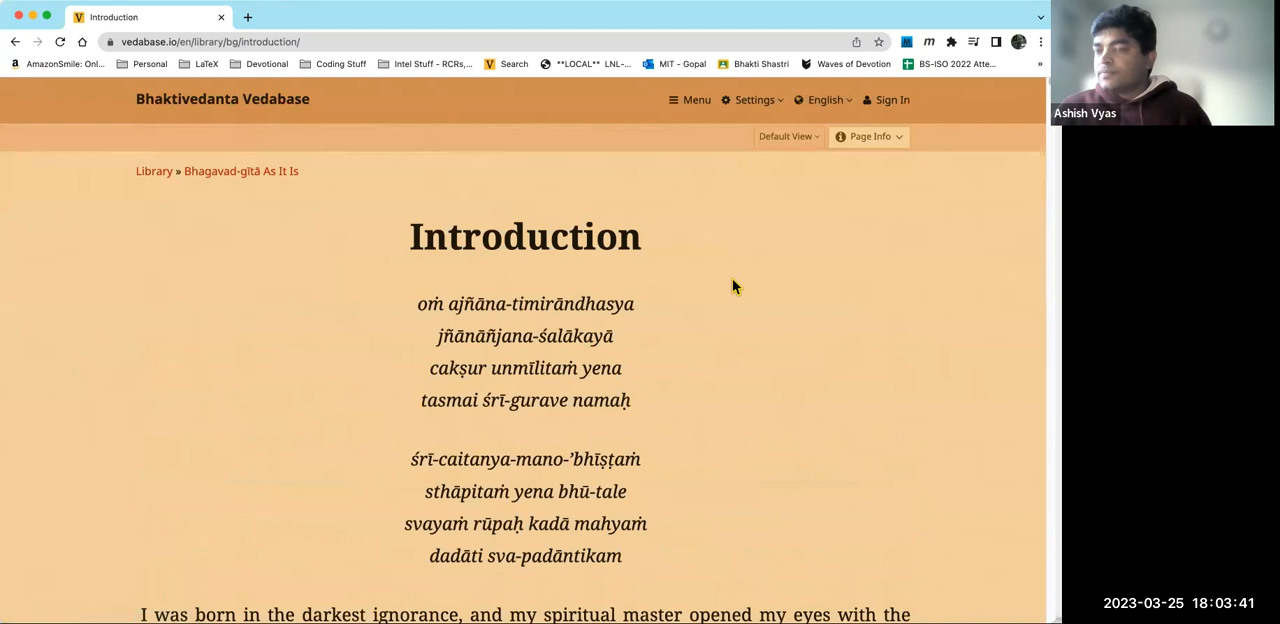 Introduction
vedabase.io/en/library/bg/introduction/
AmazonSmile: Onl... Personal LaTeX Devotional Coding Stuff Intel Stuff - RCRs,... Search **LOCAL** LNL-... MIT - Gopal Bhakti Shastri Waves of Devotion BS-ISO 2022 Atte... »
Bhaktivedanta Vedabase Menu Settings English Sign In
Default View Page Info
Library » Bhagavad-gītā As It Is
Introduction
oṁ ajñāna-timirāndhasya
jñānāñjana-śalākayā
cakṣur unmīlitaṁ yena
tasmai śrī-gurave namaḥ
śrī-caitanya-mano-’bhīṣṭaṁ
sthāpitaṁ yena bhū-tale
svayaṁ rūpaḥ kadā mahyaṁ
dadāti sva-padāntikam
I was born in the darkest ignorance, and my spiritual master opened my eyes with the
Ashish Vyas
2023-03-25 18:03:41